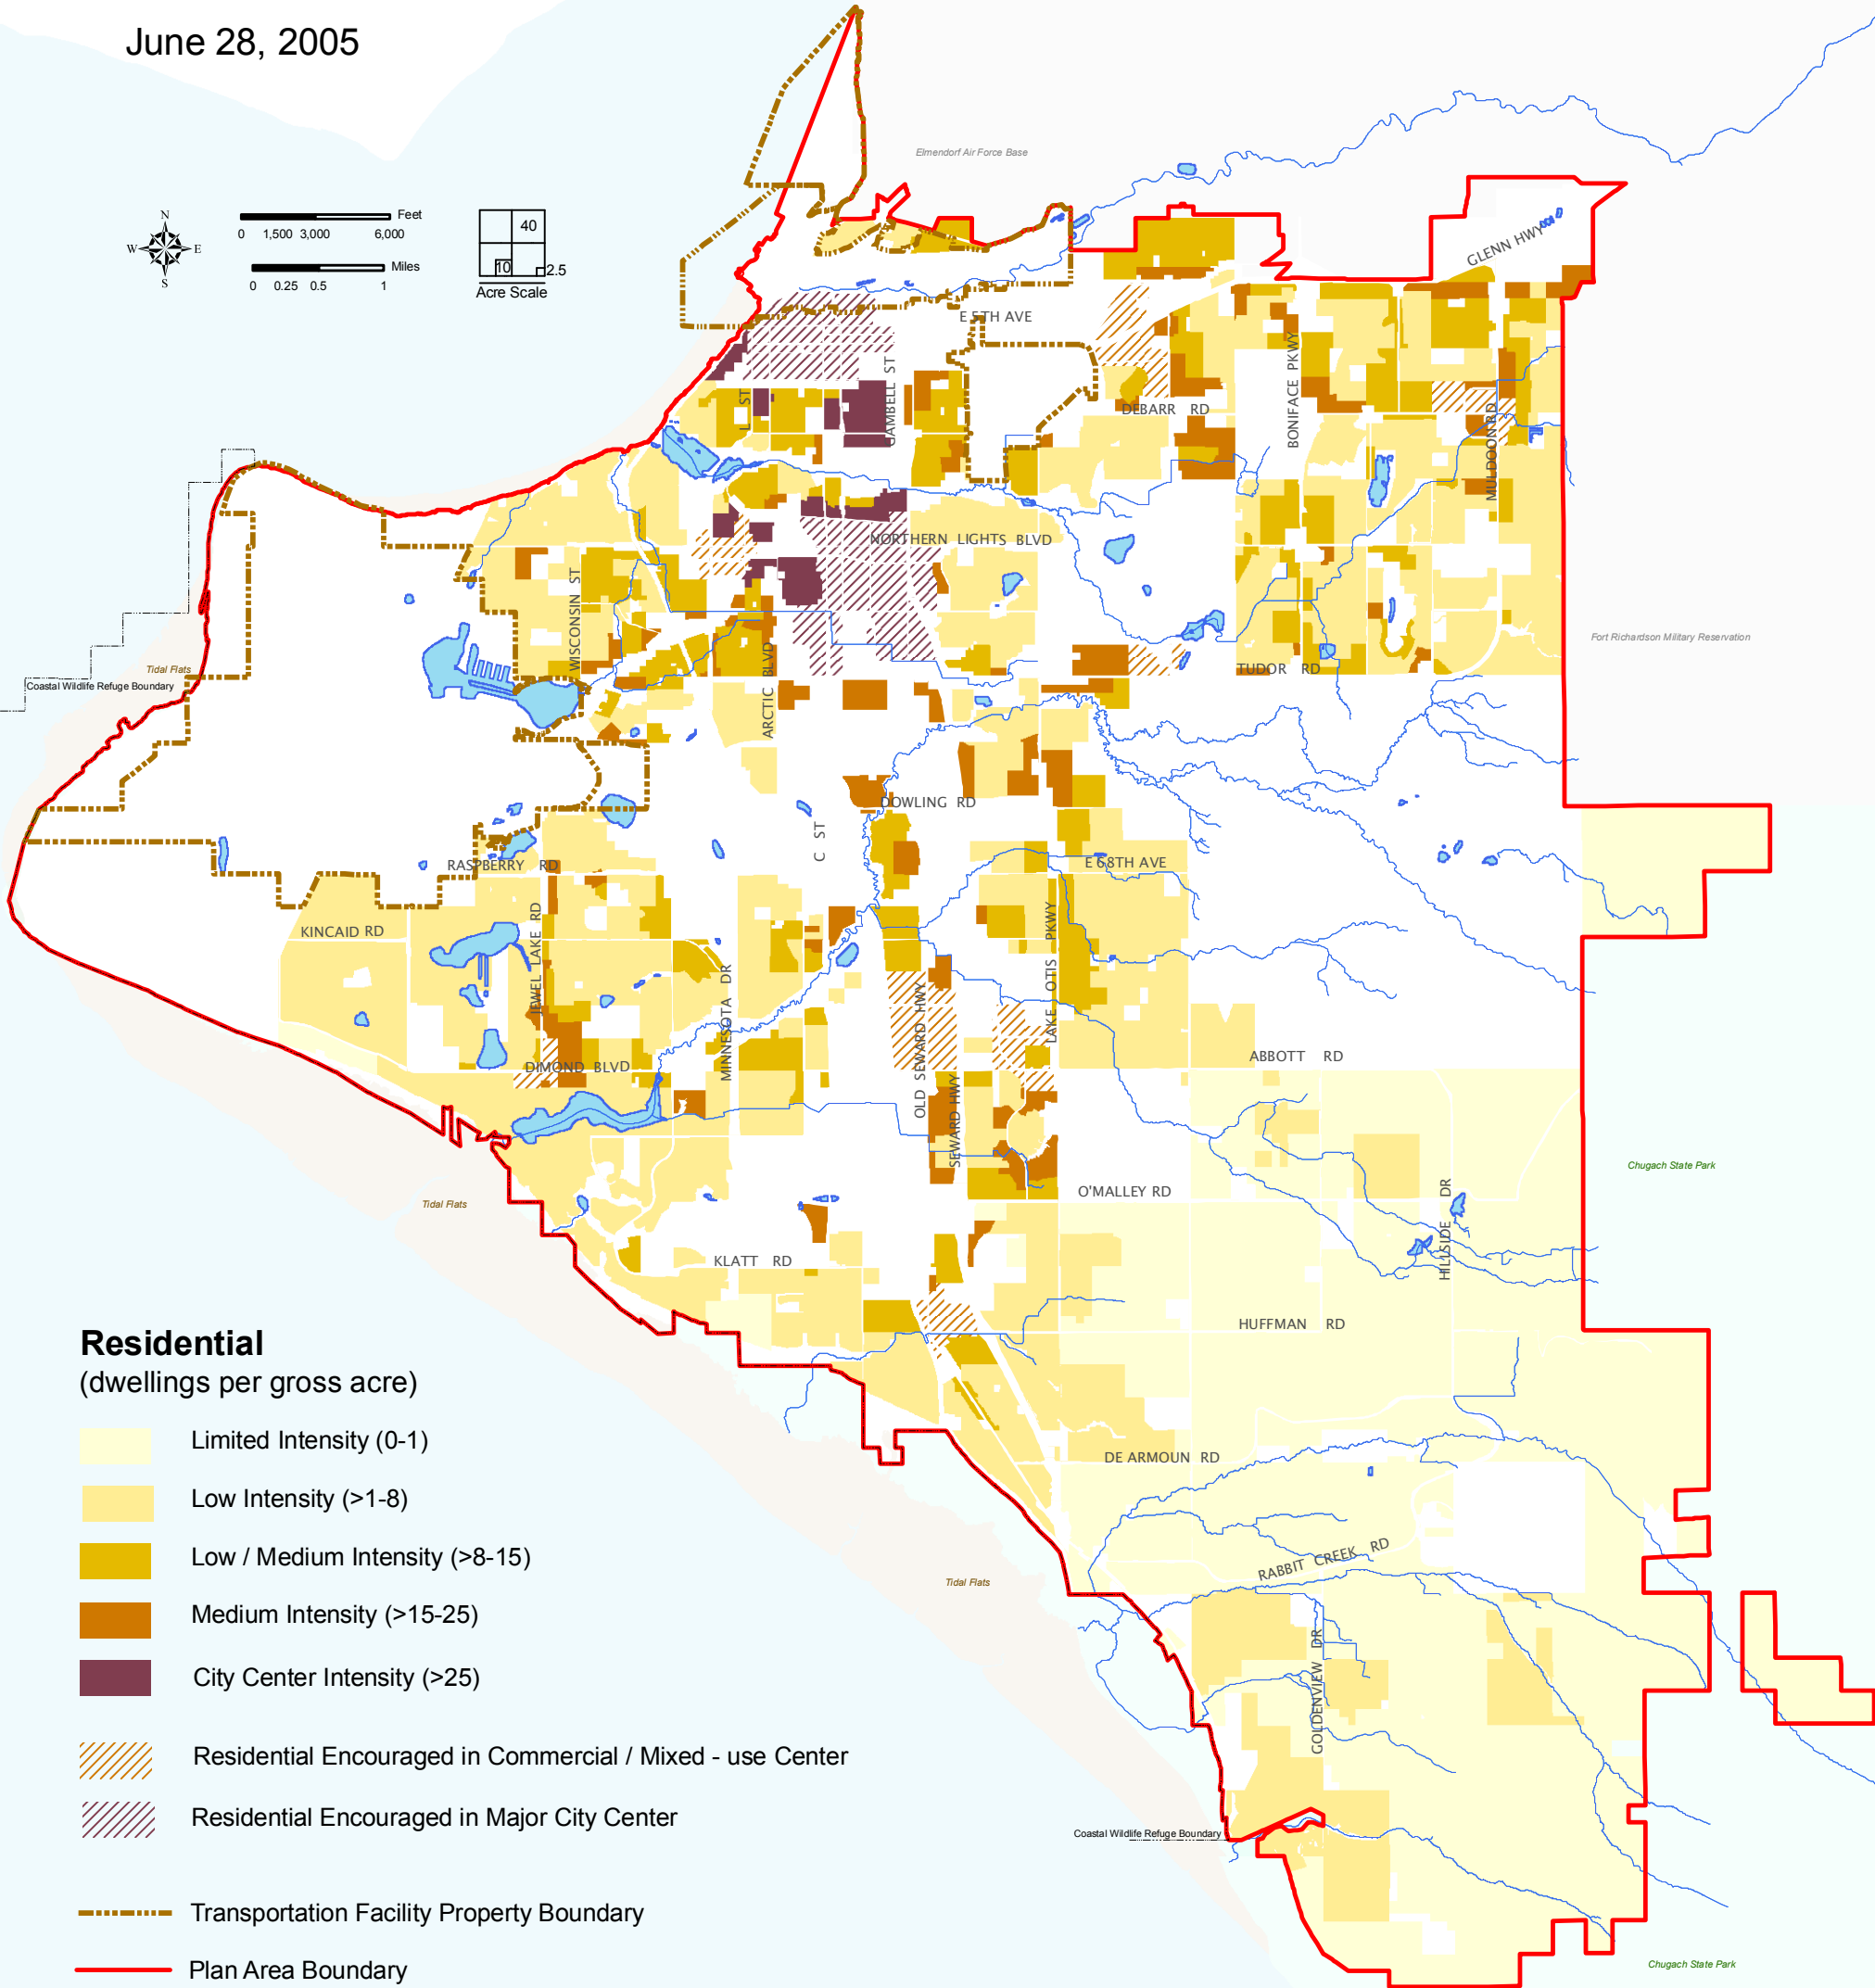 June 28, 2005
Elmendorf Air Force Base
N
W
E
S
Feet
0 1,500 3,000 6,000
Miles
0 0.25 0.5 1
40
10
2.5
Acre Scale
GLENN HWY
E 5TH AVE
L ST
GAMBELL ST
DEBARR RD
BONIFACE PKWY
MULDOON RD
NORTHERN LIGHTS BLVD
WISCONSIN ST
ARCTIC BLVD
TUDOR RD
Fort Richardson Military Reservation
Tidal Flats
Coastal Wildlife Refuge Boundary
DOWLING RD
C ST
RASPBERRY RD
E 68TH AVE
KINCAID RD
JEWEL LAKE RD
MINNESOTA DR
OLD SEWARD HWY
LAKE OTIS PKWY
DIMOND BLVD
ABBOTT RD
SEWARD HWY
Chugach State Park
O'MALLEY RD
HILLSIDE DR
Tidal Flats
KLATT RD
HUFFMAN RD
DE ARMOUN RD
RABBIT CREEK RD
Tidal Flats
GOLDENVIEW DR
Coastal Wildlife Refuge Boundary
Chugach State Park
Residential
(dwellings per gross acre)
Limited Intensity (0-1)
Low Intensity (>1-8)
Low / Medium Intensity (>8-15)
Medium Intensity (>15-25)
City Center Intensity (>25)
Residential Encouraged in Commercial / Mixed - use Center
Residential Encouraged in Major City Center
Transportation Facility Property Boundary
Plan Area Boundary